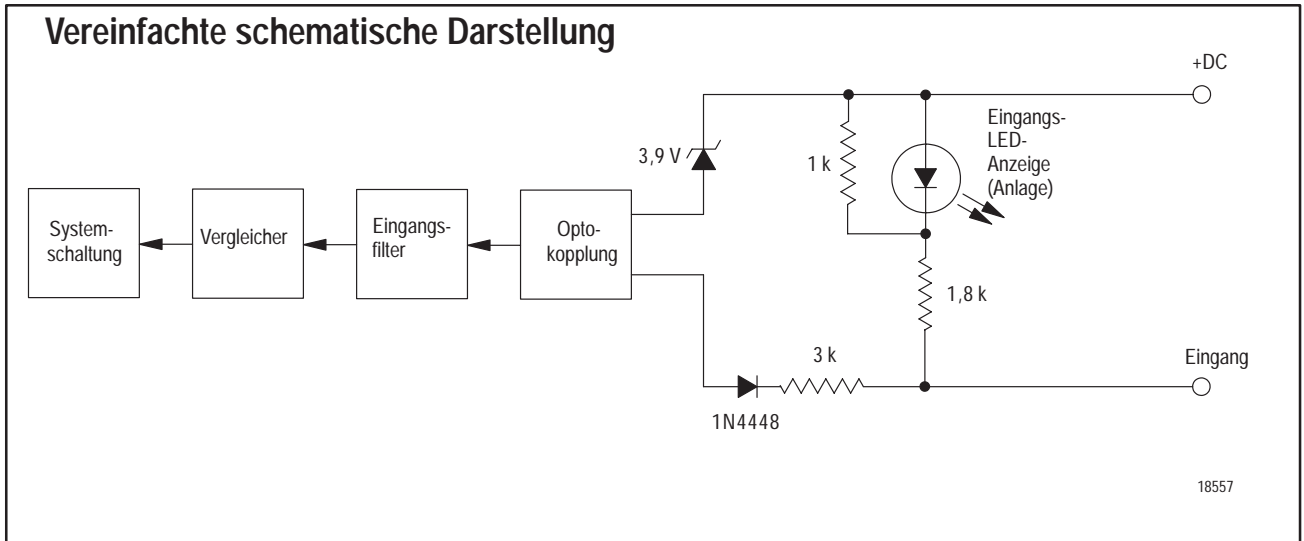 Vereinfachte schematische Darstellung
+DC
Eingangs-
LED-
Anzeige
(Anlage)
3,9 V
1 k
System-
schaltung
Vergleicher
Eingangs-
filter
Opto-
kopplung
1,8 k
3 k
Eingang
1N4448
18557